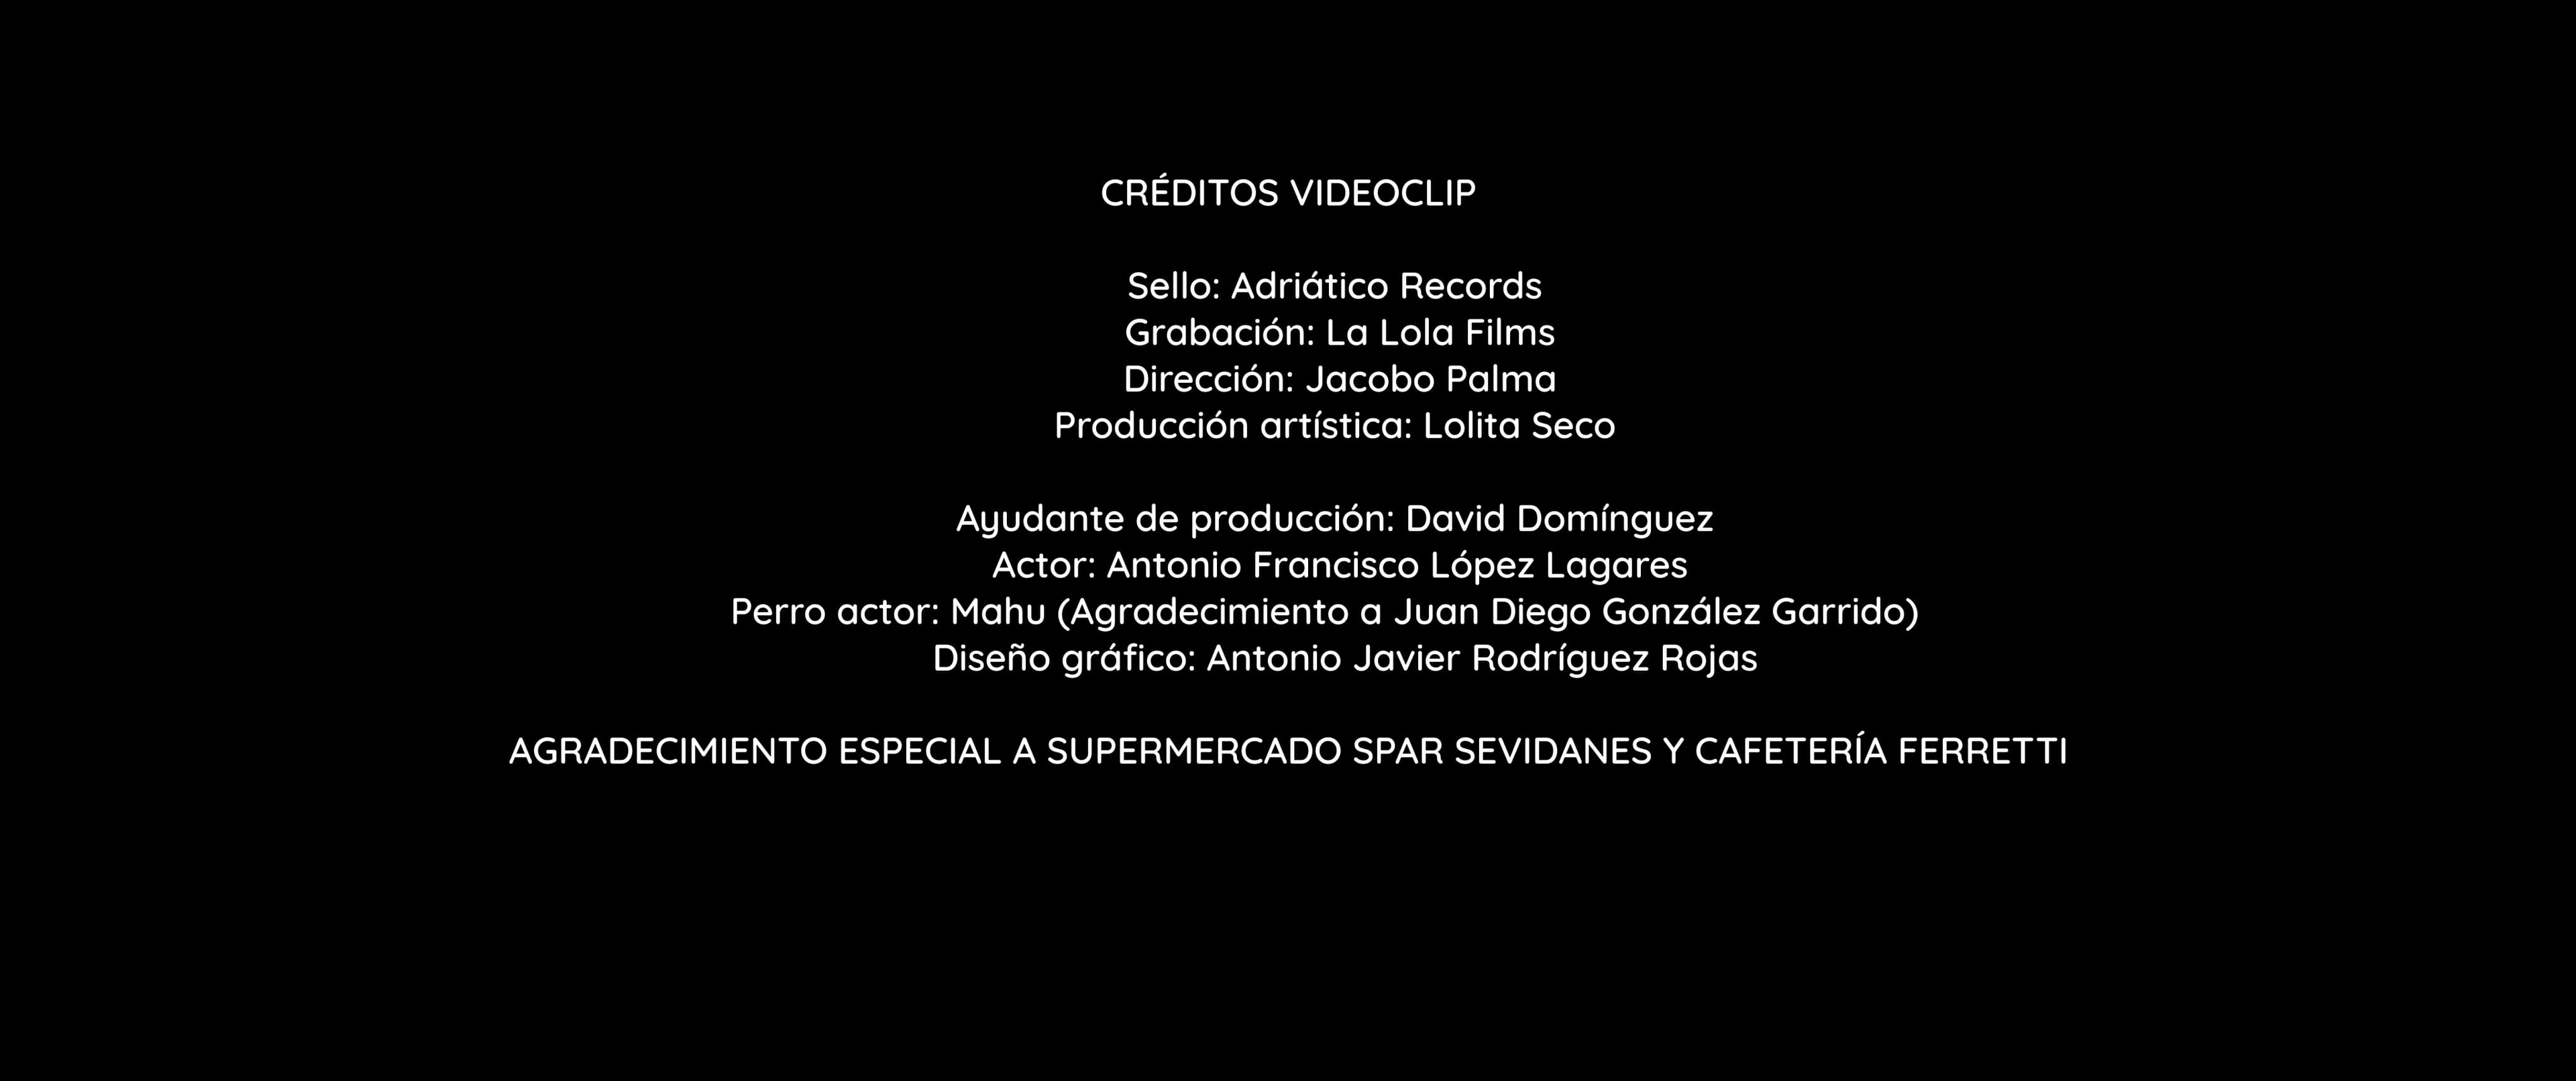 CRÉDITOS VIDEOCLIP
Sello: Adriático Records
Grabación: La Lola Films
Dirección: Jacobo Palma
Producción artística: Lolita Seco
Ayudante de producción: David Domínguez
Actor: Antonio Francisco López Lagares
Perro actor: Mahu (Agradecimiento a Juan Diego González Garrido)
Diseño gráfico: Antonio Javier Rodríguez Rojas
AGRADECIMIENTO ESPECIAL A SUPERMERCADO SPAR SEVIDANES Y CAFETERÍA FERRETTI